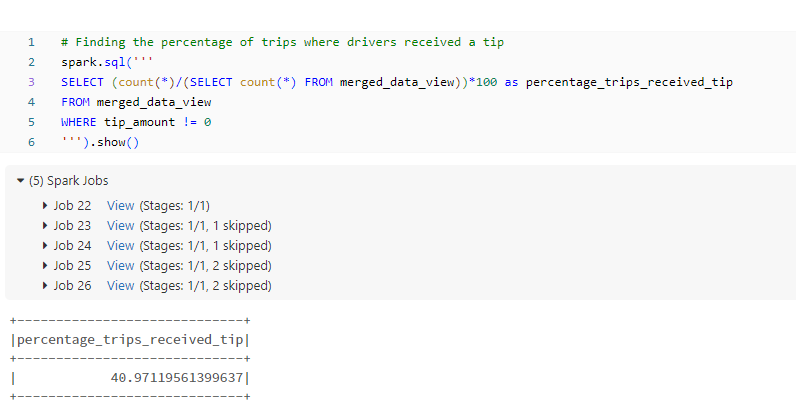 1 # Finding the percentage of trips where drivers received a tip
2 spark.sql('''
3 SELECT (count(*)/(SELECT count(*) FROM merged_data_view))*100 as percentage_trips_received_tip
4 FROM merged_data_view
5 WHERE tip_amount != 0
6 ''').show()
(5) Spark Jobs
Job 22 View (Stages: 1/1)
Job 23 View (Stages: 1/1, 1 skipped)
Job 24 View (Stages: 1/1, 1 skipped)
Job 25 View (Stages: 1/1, 2 skipped)
Job 26 View (Stages: 1/1, 2 skipped)
+-----------------------------+
|percentage_trips_received_tip|
+-----------------------------+
|            40.97119561399637|
+-----------------------------+